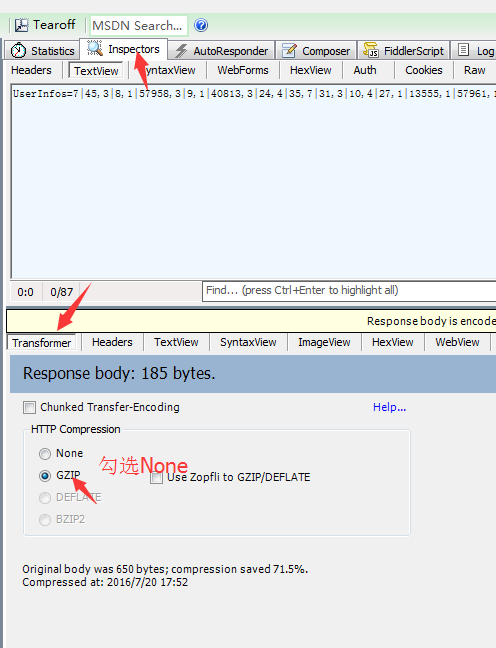 Tearoff MSDN Search...
Statistics Inspectors AutoResponder Composer FiddlerScript Log
Headers TextView SyntaxView WebForms HexView Auth Cookies Raw
UserInfos=7|45,3|8,1|57958,3|9,1|40813,3|24,4|35,7|31,3|10,4|27,1|13555,1|57961,1
0:0 0/87 Find... (press Ctrl+Enter to highlight all)
Response body is encode
Transformer Headers TextView SyntaxView ImageView HexView WebView
Response body: 185 bytes.
Chunked Transfer-Encoding Help...
HTTP Compression
None
勾选None
GZIP Use Zopfli to GZIP/DEFLATE
DEFLATE
BZIP2
Original body was 650 bytes; compression saved 71.5%.
Compressed at: 2016/7/20 17:52